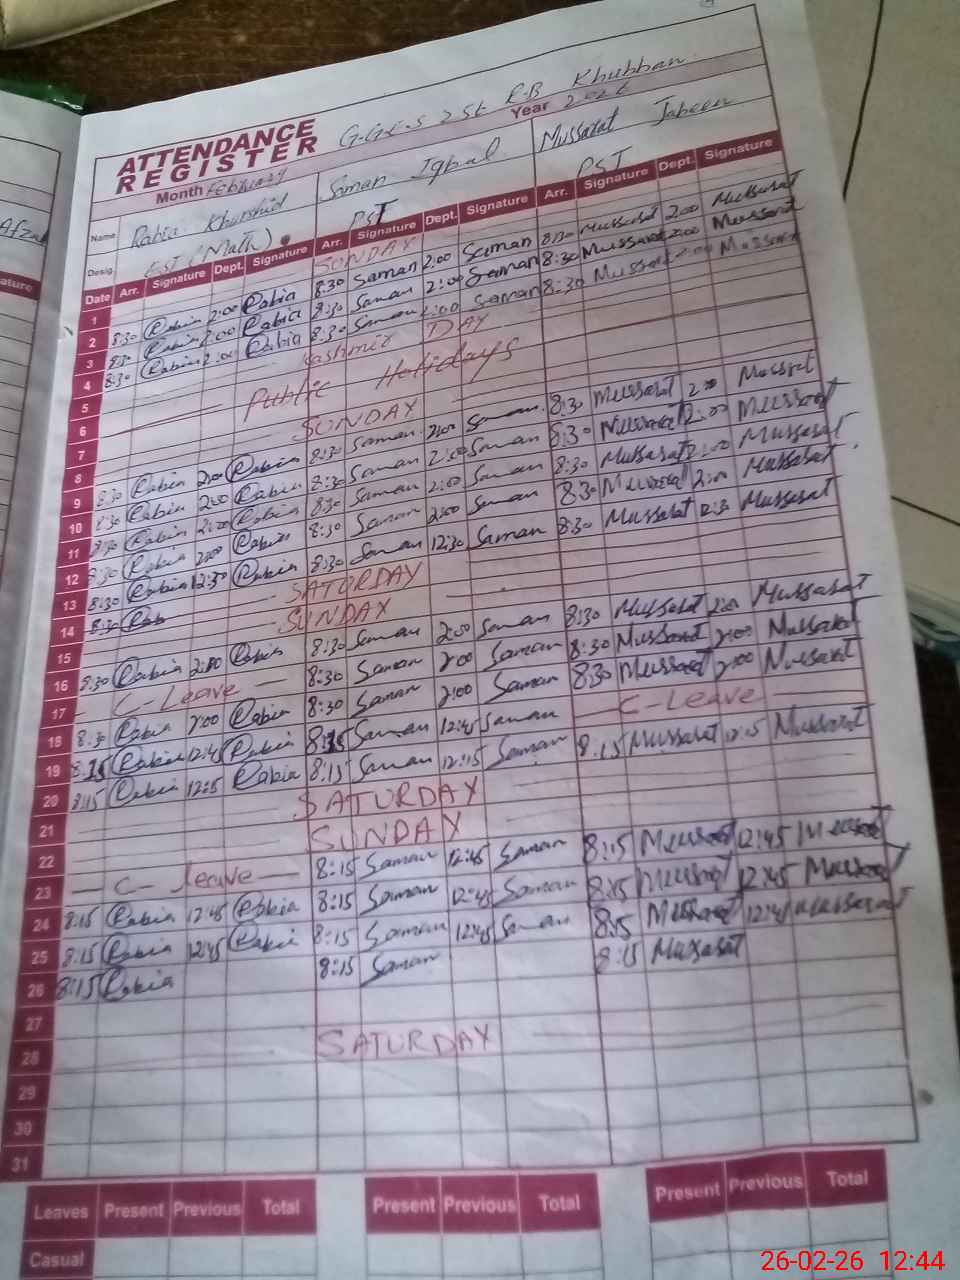 G.G.E.S 256 R.B Khubban
ATTENDANCE REGISTER
Month February Year 2026
Name Rabia Khurshid Saman Iqbal Mussarat Jabeen
Desig. EST (Math) PST PST
Date Arr. Signature Dept. Signature Arr. Signature Dept. Signature Arr. Signature Dept. Signature
1 SUNDAY
2 8:30 Rabia 2:00 Rabia 8:30 Saman 2:00 Saman 8:30 Mussarat 2:00 Mussarat
3 8:30 Rabia 2:00 Rabia 8:30 Saman 2:00 Saman 8:30 Mussarat 2:00 Mussarat
4 8:30 Rabia 2:00 Rabia 8:30 Saman 2:00 Saman 8:30 Mussarat 2:00 Mussarat
5 Kashmir DAY
6 Public Holidays
7
8 SUNDAY
9 8:30 Rabia 2:00 Rabia 8:30 Saman 2:00 Saman 8:30 Mussarat 2:00 Mussarat
10 8:30 Rabia 2:00 Rabia 8:30 Saman 2:00 Saman 8:30 Mussarat 2:00 Mussarat
11 8:30 Rabia 2:00 Rabia 8:30 Saman 2:00 Saman 8:30 Mussarat 2:00 Mussarat
12 8:30 Rabia 2:00 Rabia 8:30 Saman 2:00 Saman 8:30 Mussarat 2:00 Mussarat
13 8:30 Rabia 12:30 Rabia 8:30 Saman 12:30 Saman 8:30 Mussarat 12:30 Mussarat
14 8:30 Rab SATURDAY
15 SUNDAY
16 8:30 Rabia 2:00 Rabia 8:30 Saman 2:00 Saman 8:30 Mussarat 2:00 Mussarat
17 C-Leave 8:30 Saman 2:00 Saman 8:30 Mussarat 2:00 Mussarat
18 8:30 Rabia 2:00 Rabia 8:30 Saman 2:00 Saman 8:30 Mussarat 2:00 Mussarat
19 8:15 Rabia 12:45 Rabia 8:15 Saman 12:45 Saman C-Leave
20 8:15 Rabia 12:15 Rabia 8:15 Saman 12:15 Saman 8:15 Mussarat 12:15 Mussarat
21 SATURDAY
22 SUNDAY
23 C-leave 8:15 Saman 12:45 Saman 8:15 Mussarat 12:45 Mussarat
24 8:15 Rabia 12:45 Rabia 8:15 Saman 12:45 Saman 8:15 Mussarat 12:45 Mussarat
25 8:15 Rabia 12:45 Rabia 8:15 Saman 12:45 Saman 8:15 Mussarat 12:45 Mussarat
26 8:15 Rabia 8:15 Saman 8:15 Mussarat
27
28 SATURDAY
29
30
31
Leaves Present Previous Total Present Previous Total Present Previous Total
Casual
Afza
ature
26-02-26 12:44